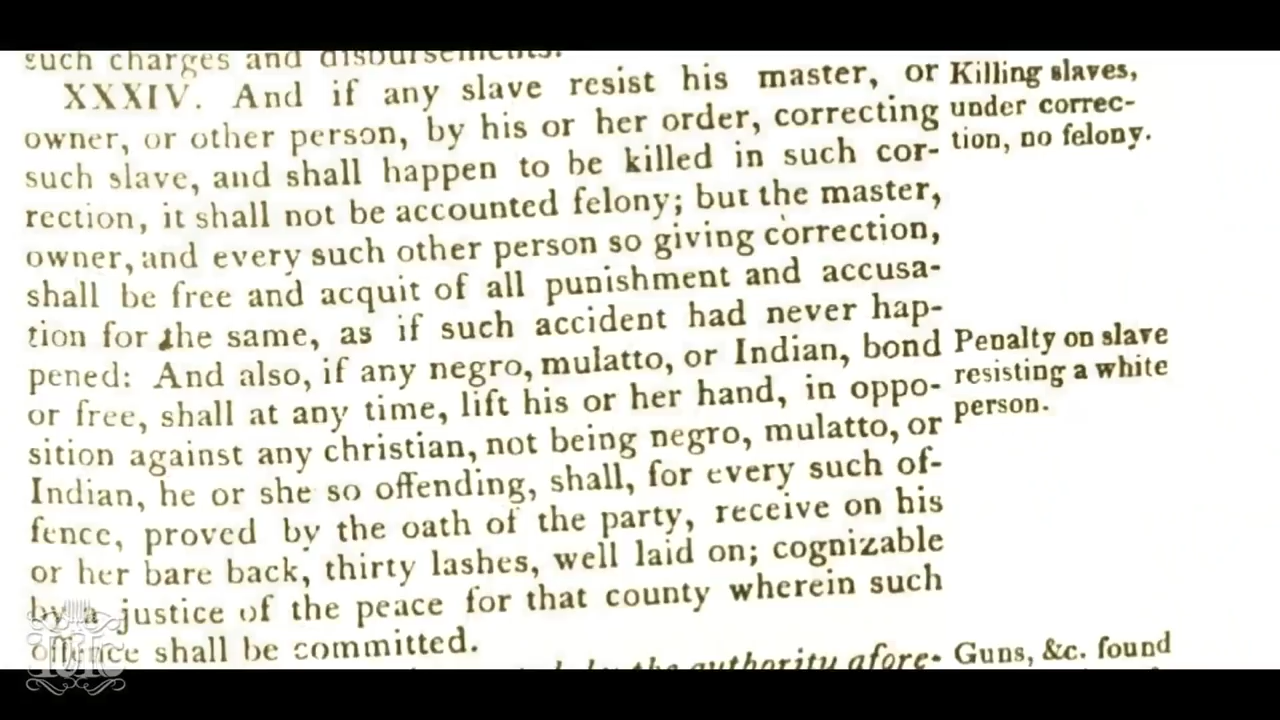 such charges and disbursements.
XXXIV. And if any slave resist his master, or
owner, or other person, by his or her order, correcting
such slave, and shall happen to be killed in such cor-
rection, it shall not be accounted felony; but the master,
owner, and every such other person so giving correction,
shall be free and acquit of all punishment and accusa-
tion for the same, as if such accident had never hap-
pened: And also, if any negro, mulatto, or Indian, bond
or free, shall at any time, lift his or her hand, in oppo-
sition against any christian, not being negro, mulatto, or
Indian, he or she so offending, shall, for every such of-
fence, proved by the oath of the party, receive on his
or her bare back, thirty lashes, well laid on; cognizable
by a justice of the peace for that county wherein such
offence shall be committed.
by the authority afore-
Killing slaves,
under correc-
tion, no felony.
Penalty on slave
resisting a white
person.
Guns, &c. found
IUIC